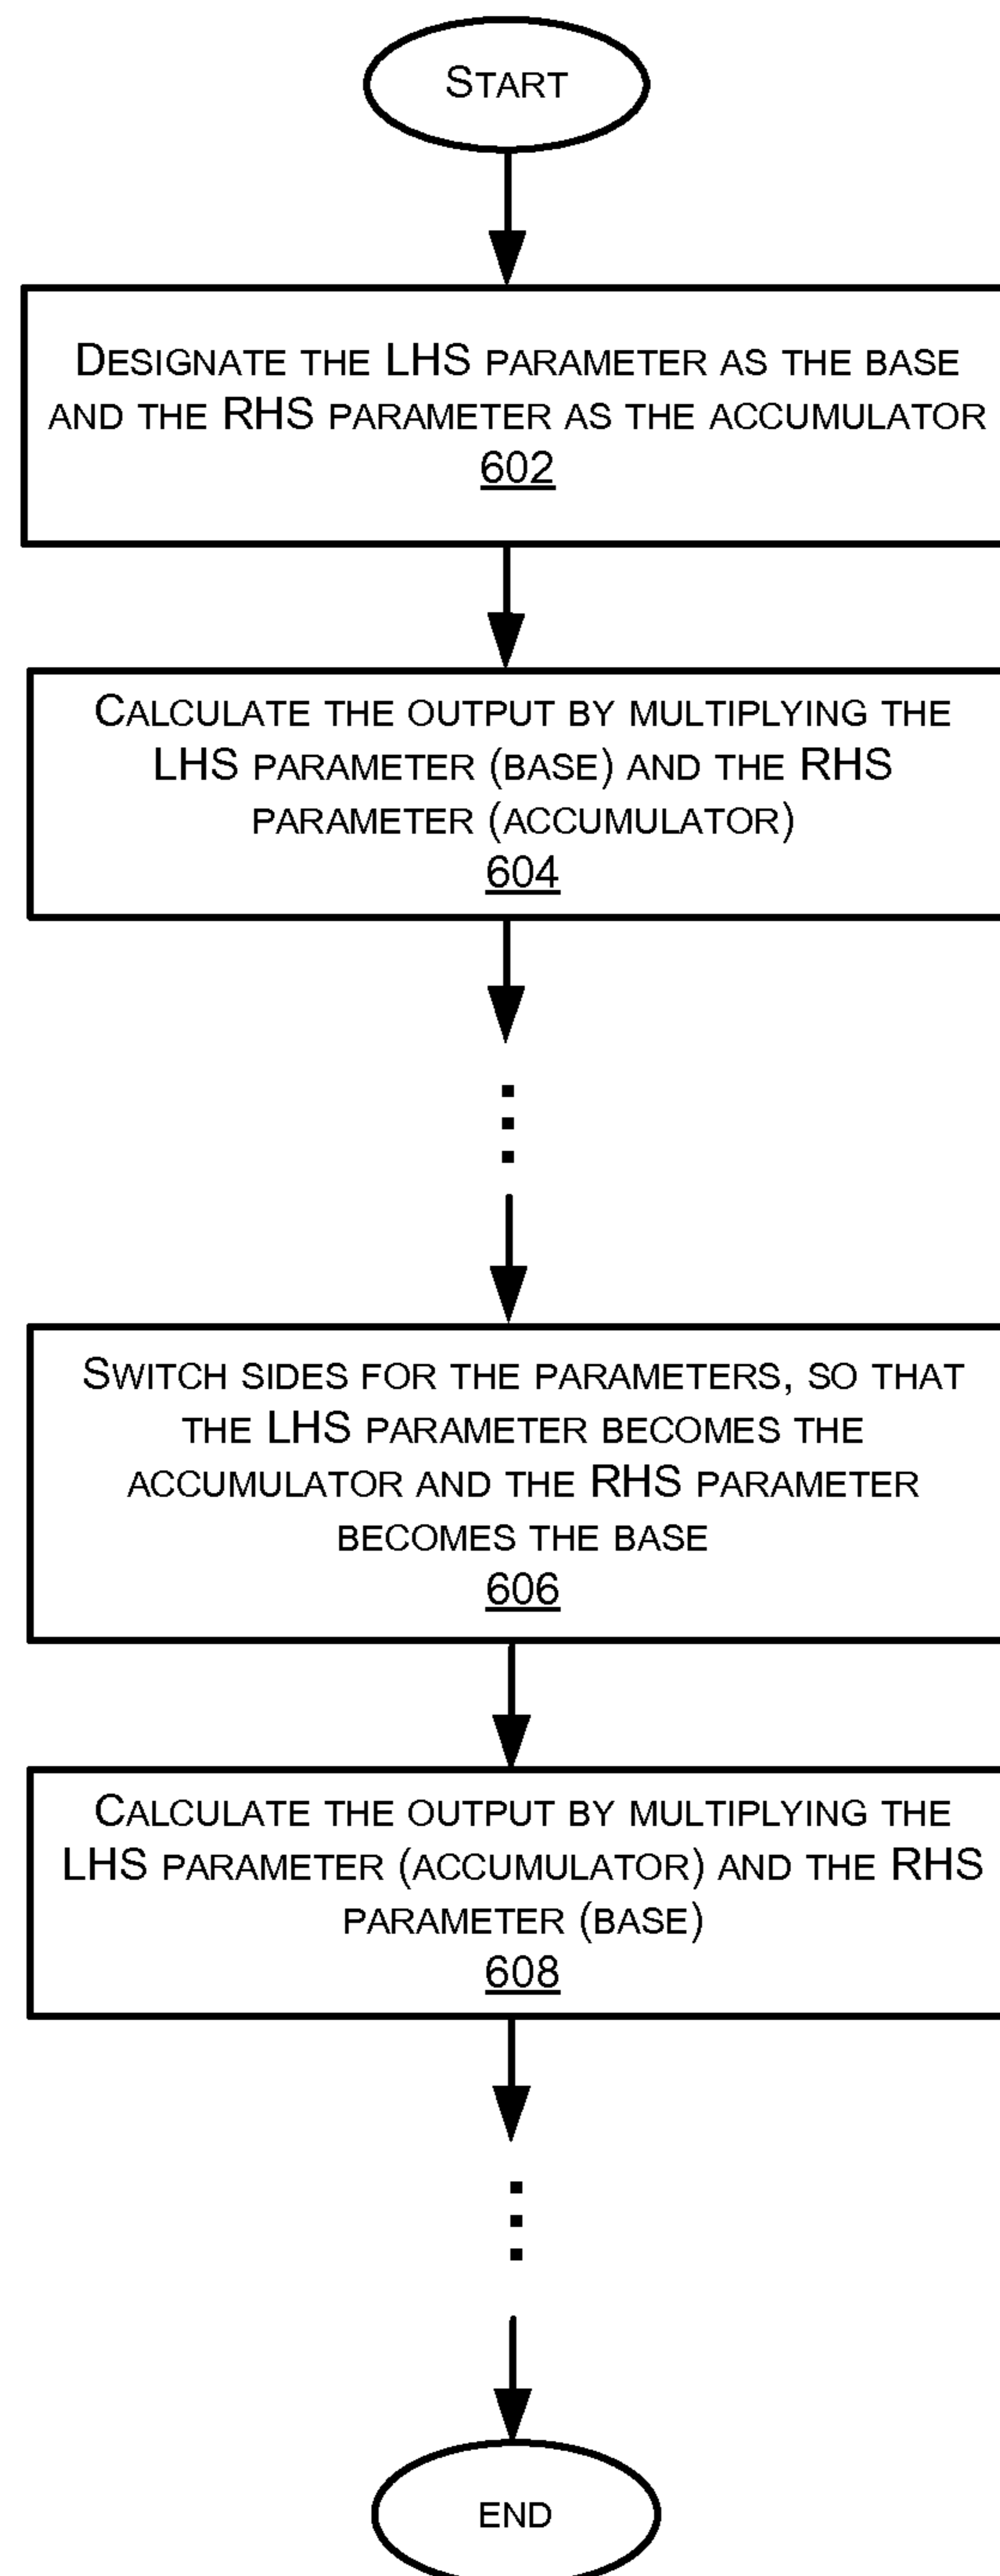 START
DESIGNATE THE LHS PARAMETER AS THE BASE
AND THE RHS PARAMETER AS THE ACCUMULATOR
602
CALCULATE THE OUTPUT BY MULTIPLYING THE
LHS PARAMETER (BASE) AND THE RHS
PARAMETER (ACCUMULATOR)
604
SWITCH SIDES FOR THE PARAMETERS, SO THAT
THE LHS PARAMETER BECOMES THE
ACCUMULATOR AND THE RHS PARAMETER
BECOMES THE BASE
606
CALCULATE THE OUTPUT BY MULTIPLYING THE
LHS PARAMETER (ACCUMULATOR) AND THE RHS
PARAMETER (BASE)
608
END